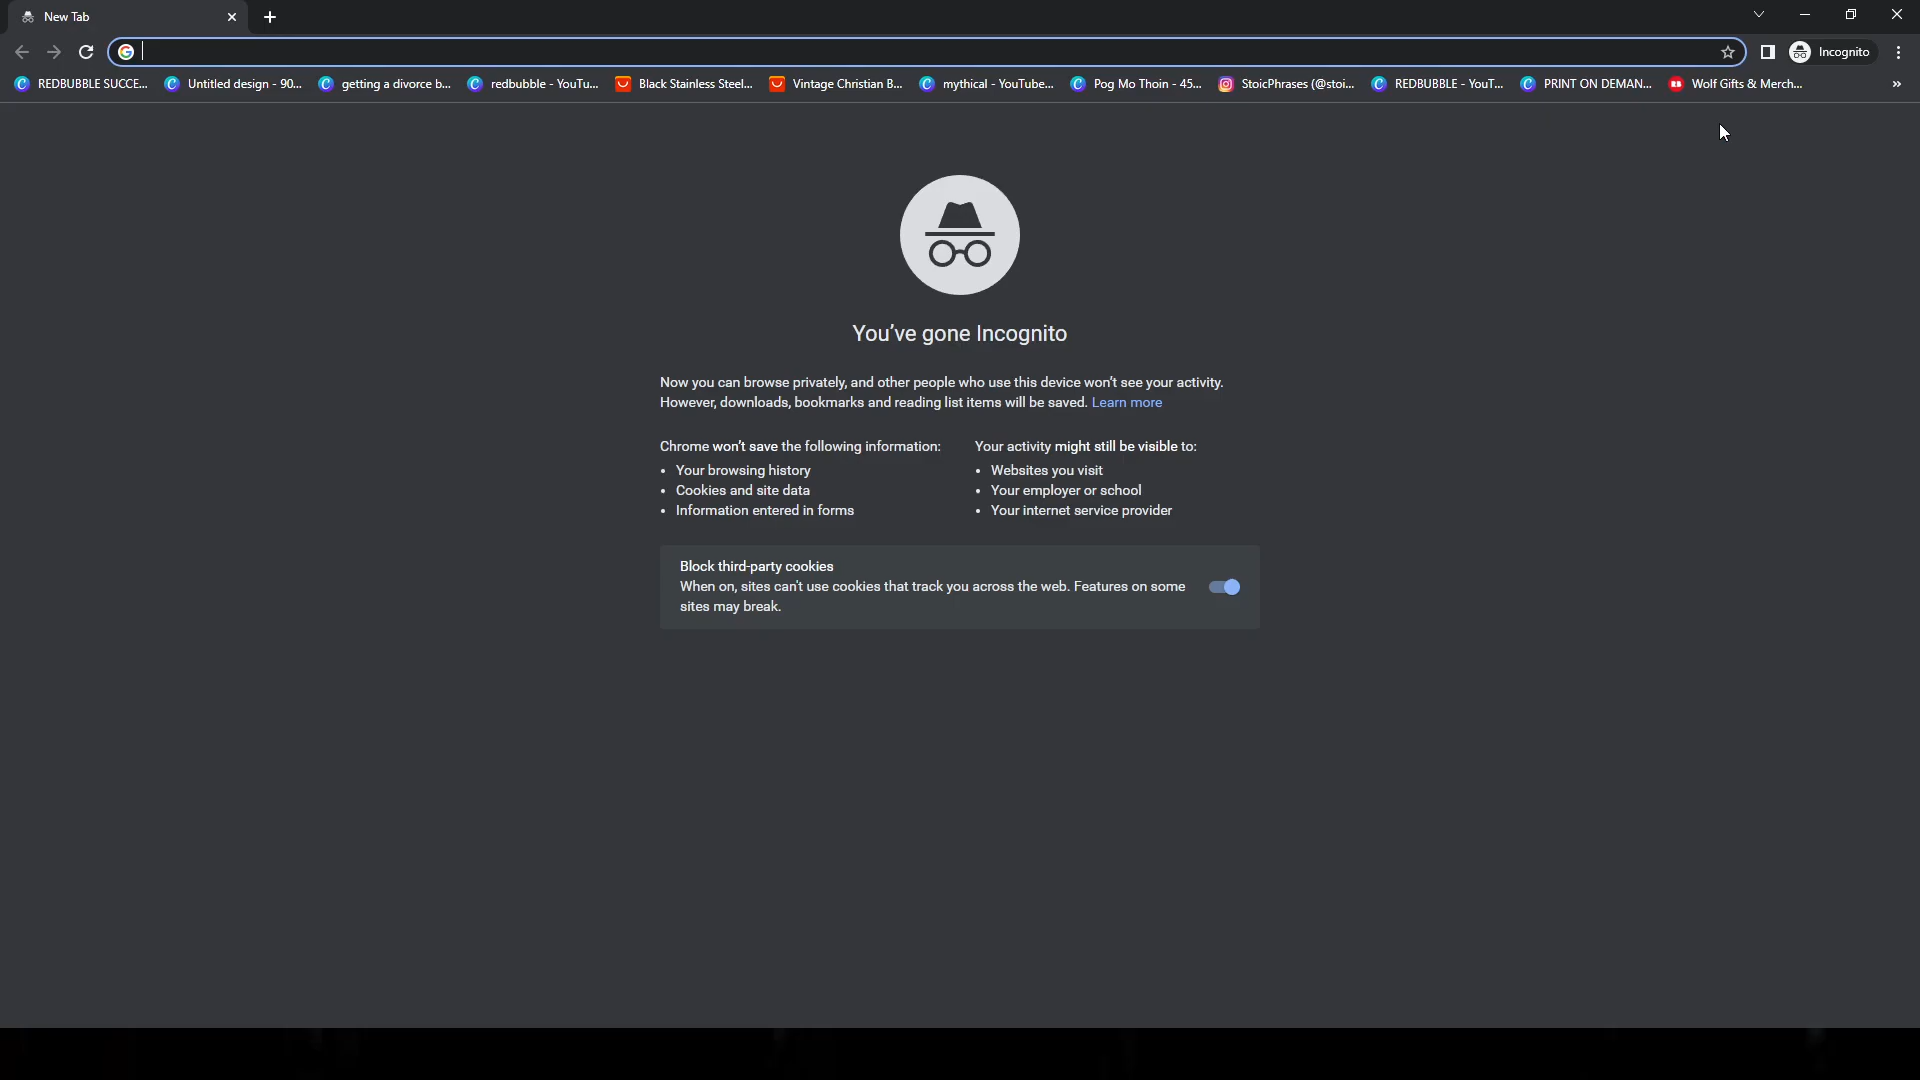 New Tab
Incognito
REDBUBBLE SUCCE...
Untitled design - 90...
getting a divorce b...
redbubble - YouTu...
Black Stainless Steel...
Vintage Christian B...
mythical - YouTube...
Pog Mo Thoin - 45...
StoicPhrases (@stoi...
REDBUBBLE - YouT...
PRINT ON DEMAN...
Wolf Gifts & Merch...
You've gone Incognito
Now you can browse privately, and other people who use this device won't see your activity.
However, downloads, bookmarks and reading list items will be saved. Learn more
Chrome won't save the following information:
• Your browsing history
• Cookies and site data
• Information entered in forms
Your activity might still be visible to:
• Websites you visit
• Your employer or school
• Your internet service provider
Block third-party cookies
When on, sites can't use cookies that track you across the web. Features on some
sites may break.